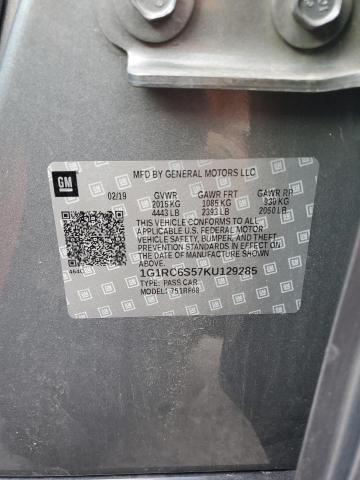 GM
MFD BY GENERAL MOTORS LLC
02/19 GVWR GAWR FRT GAWR RR
2015 KG 1085 KG 930 KG
4443 LB 2393 LB 2050 LB
THIS VEHICLE CONFORMS TO ALL
APPLICABLE U.S. FEDERAL MOTOR
VEHICLE SAFETY, BUMPER, AND THEFT
PREVENTION STANDARDS IN EFFECT ON
THE DATE OF MANUFACTURE SHOWN
ABOVE.
1G1RC6S57KU129285
TYPE: PASS CAR
MODEL: